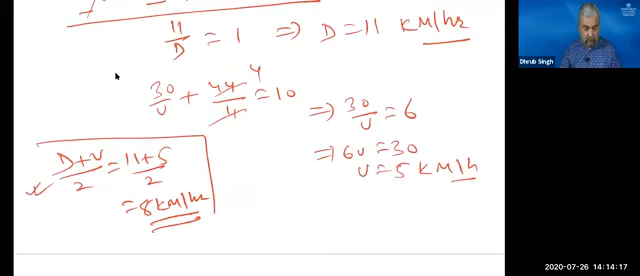 11/D = 1 ⇒ D = 11 KM/hr
30/U + 44/11 4 = 10
⇒ 30/U = 6
⇒ 6U = 30
U = 5 KM/h
D+U/2 = 11+5/2
= 8 KM/hr
Dhrub Singh
2020-07-26 14:14:17